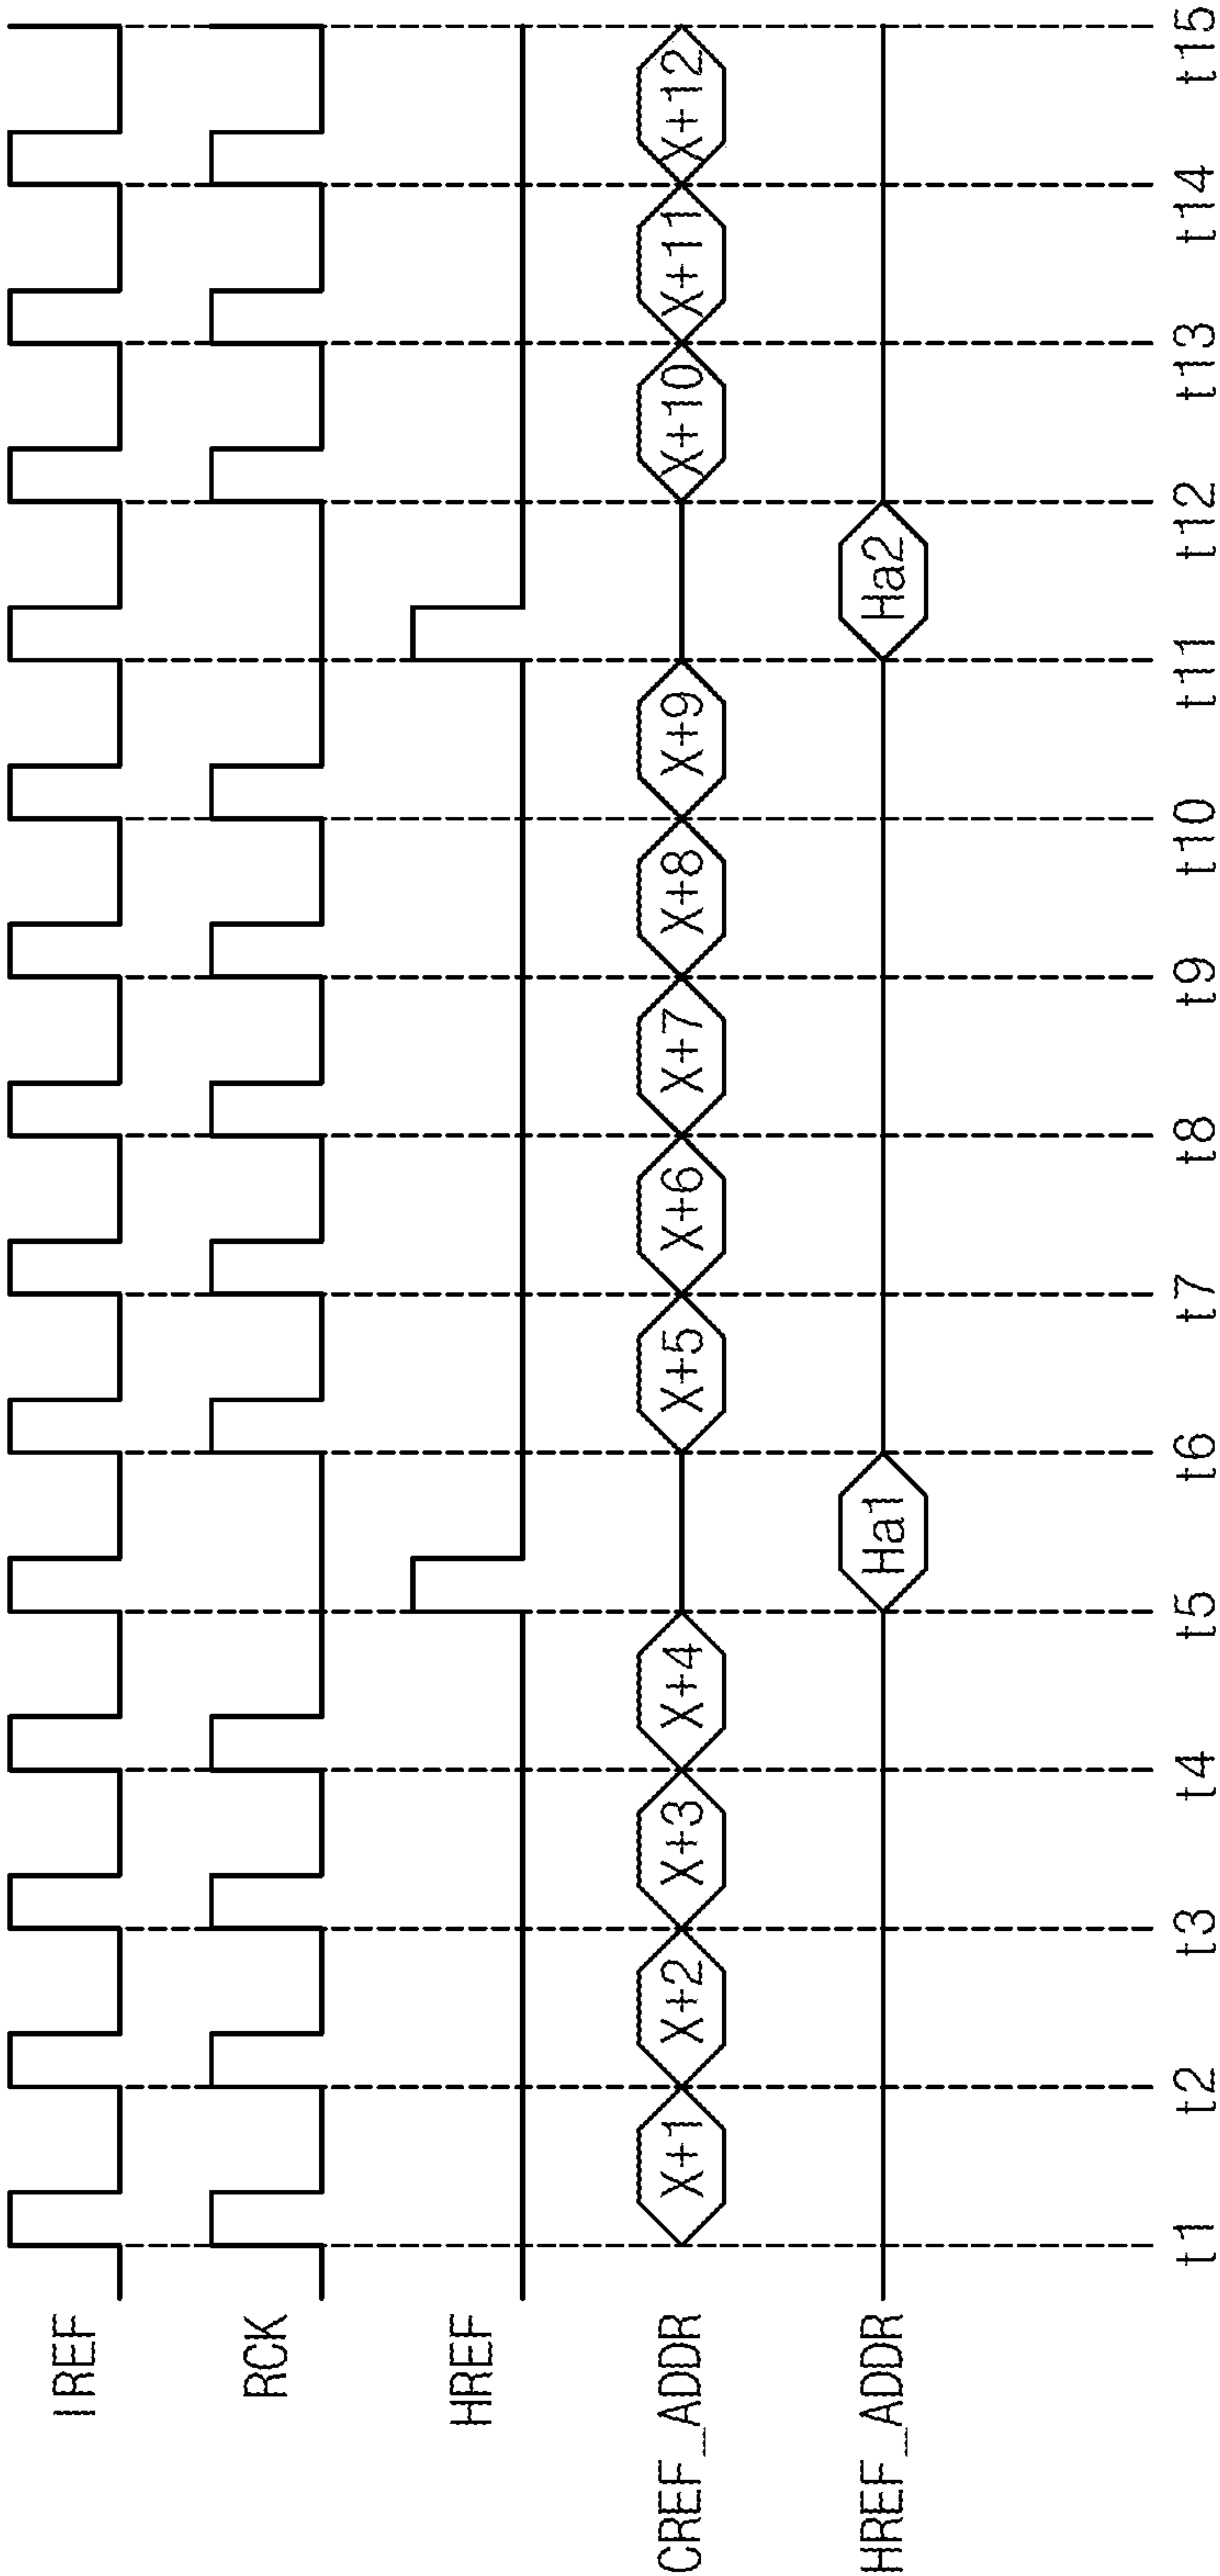 IREF
RCK
HREF
CREF_ADDR
X+1 X+2 X+3 X+4 X+5 X+6 X+7 X+8 X+9 X+10 X+11 X+12
HREF_ADDR
Ha1 Ha2
t1 t2 t3 t4 t5 t6 t7 t8 t9 t10 t11 t12 t13 t14 t15